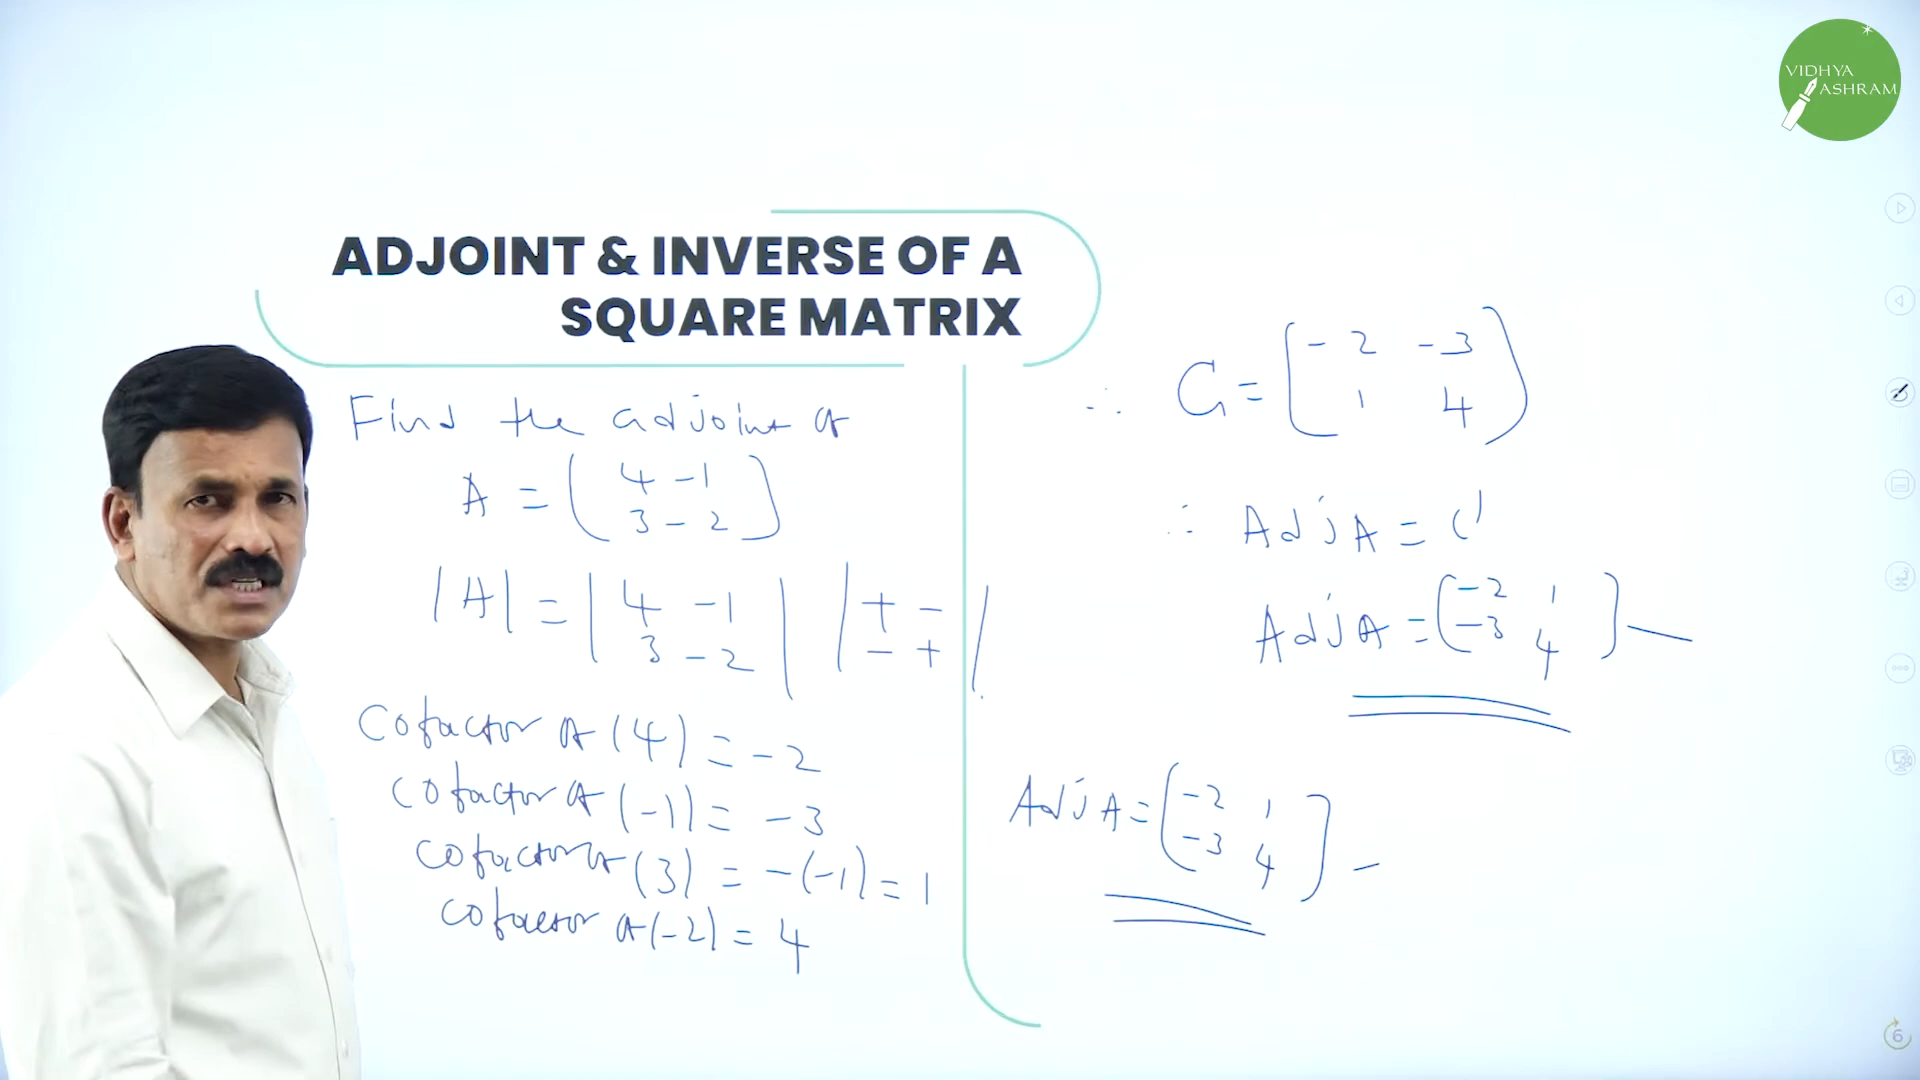 VIDHYA
ASHRAM
ADJOINT & INVERSE OF A
SQUARE MATRIX
Find the adjoint of
A = ( 4 -1
3 -2 )
|A| = | 4 -1
3 -2 | | + -
- + |
Cofactor of (4) = -2
Cofactor of (-1) = -3
Cofactor of (3) = -(-1) = 1
Cofactor of (-2) = 4
∴ C = [ -2 -3
1 4 )
∴ Adj A = C'
Adj A = [ -2 1
-3 4 ]
Adj A = [ -2 1
-3 4 ]
6